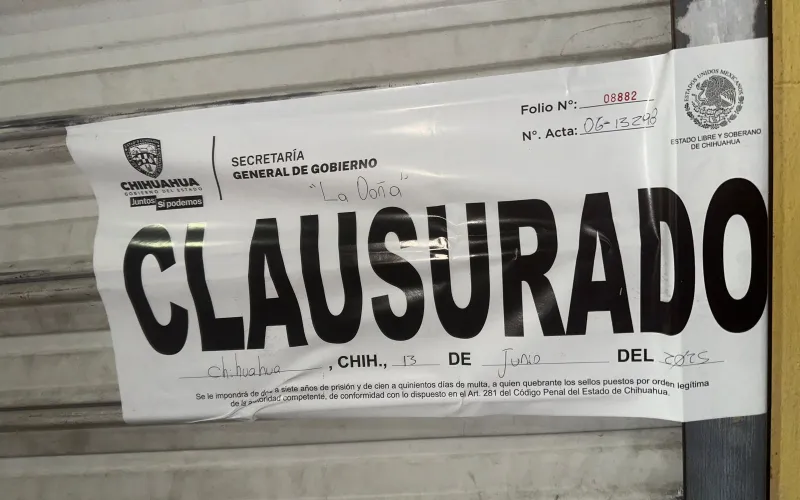 Folio N°: 08882
N°. Acta: 06-13298
ESTADOS UNIDOS MEXICANOS
ESTADO LIBRE Y SOBERANO
DE CHIHUAHUA
CHIHUAHUA
GOBIERNO DEL ESTADO
Juntos Sí podemos
SECRETARÍA
GENERAL DE GOBIERNO
"La Doña"
CLAUSURADO
Chihuahua, CHIH., 13 DE Junio DEL 2025
Se le impondrá de dos a siete años de prisión y de cien a quinientos días de multa, a quien quebrante los sellos puestos por orden legítima
de la autoridad competente, de conformidad con lo dispuesto en el Art. 281 del Código Penal del Estado de Chihuahua.